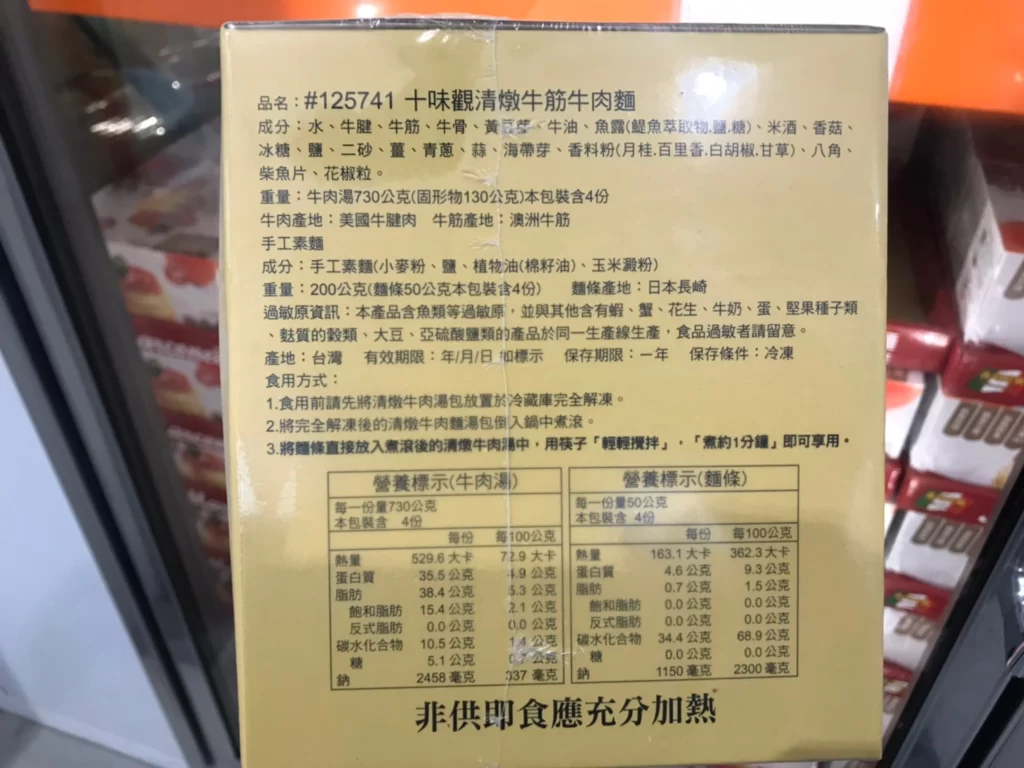 品名：#125741 十味觀清燉牛筋牛肉麵
成分：水、牛腱、牛筋、牛骨、黃豆芽、牛油、魚露(鯷魚萃取物.鹽.糖)、米酒、香菇、
冰糖、鹽、二砂、薑、青蔥、蒜、海帶芽、香料粉(月桂.百里香.白胡椒.甘草)、八角、
柴魚片、花椒粒。
重量：牛肉湯730公克(固形物130公克)本包裝含4份
牛肉產地：美國牛腱肉 牛筋產地：澳洲牛筋
手工素麵
成分：手工素麵(小麥粉、鹽、植物油(棉籽油)、玉米澱粉)
重量：200公克(麵條50公克本包裝含4份) 麵條產地：日本長崎
過敏原資訊：本產品含魚類等過敏原，並與其他含有蝦、蟹、花生、牛奶、蛋、堅果種子類
、麩質的穀類、大豆、亞硫酸鹽類的產品於同一生產線生產，食品過敏者請留意。
產地：台灣 有效期限：年/月/日 如標示 保存期限：一年 保存條件：冷凍
食用方式：
1.食用前請先將清燉牛肉湯包放置於冷藏庫完全解凍。
2.將完全解凍後的清燉牛肉麵湯包倒入鍋中煮滾。
3.將麵條直接放入煮滾後的清燉牛肉湯中，用筷子「輕輕攪拌」，「煮約1分鐘」即可享用。
營養標示(牛肉湯)
每一份量730公克
本包裝含 4份
每份 每100公克
熱量 529.6 大卡 72.9 大卡
蛋白質 35.5 公克 4.9 公克
脂肪 38.4 公克 5.3 公克
飽和脂肪 15.4 公克 2.1 公克
反式脂肪 0.0 公克 0.0 公克
碳水化合物 10.5 公克 1.4 公克
糖 5.1 公克 0.7 公克
鈉 2458 毫克 337 毫克
營養標示(麵條)
每一份量50公克
本包裝含 4份
每份 每100公克
熱量 163.1 大卡 362.3 大卡
蛋白質 4.6 公克 9.3 公克
脂肪 0.7 公克 1.5 公克
飽和脂肪 0.0 公克 0.0 公克
反式脂肪 0.0 公克 0.0 公克
碳水化合物 34.4 公克 68.9 公克
糖 0.0 公克 0.0 公克
鈉 1150 毫克 2300 毫克
非供即食應充分加熱